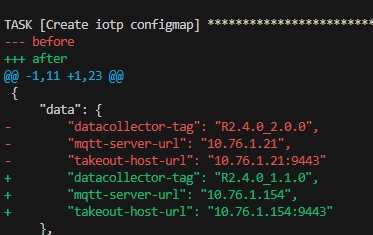 TASK [Create iotp configmap] ************************
--- before
+++ after
@@ -1,11 +1,23 @@
 {
     "data": {
-        "datacollector-tag": "R2.4.0_2.0.0",
-        "mqtt-server-url": "10.76.1.21",
-        "takeout-host-url": "10.76.1.21:9443"
+        "datacollector-tag": "R2.4.0_1.1.0",
+        "mqtt-server-url": "10.76.1.154",
+        "takeout-host-url": "10.76.1.154:9443"
     },